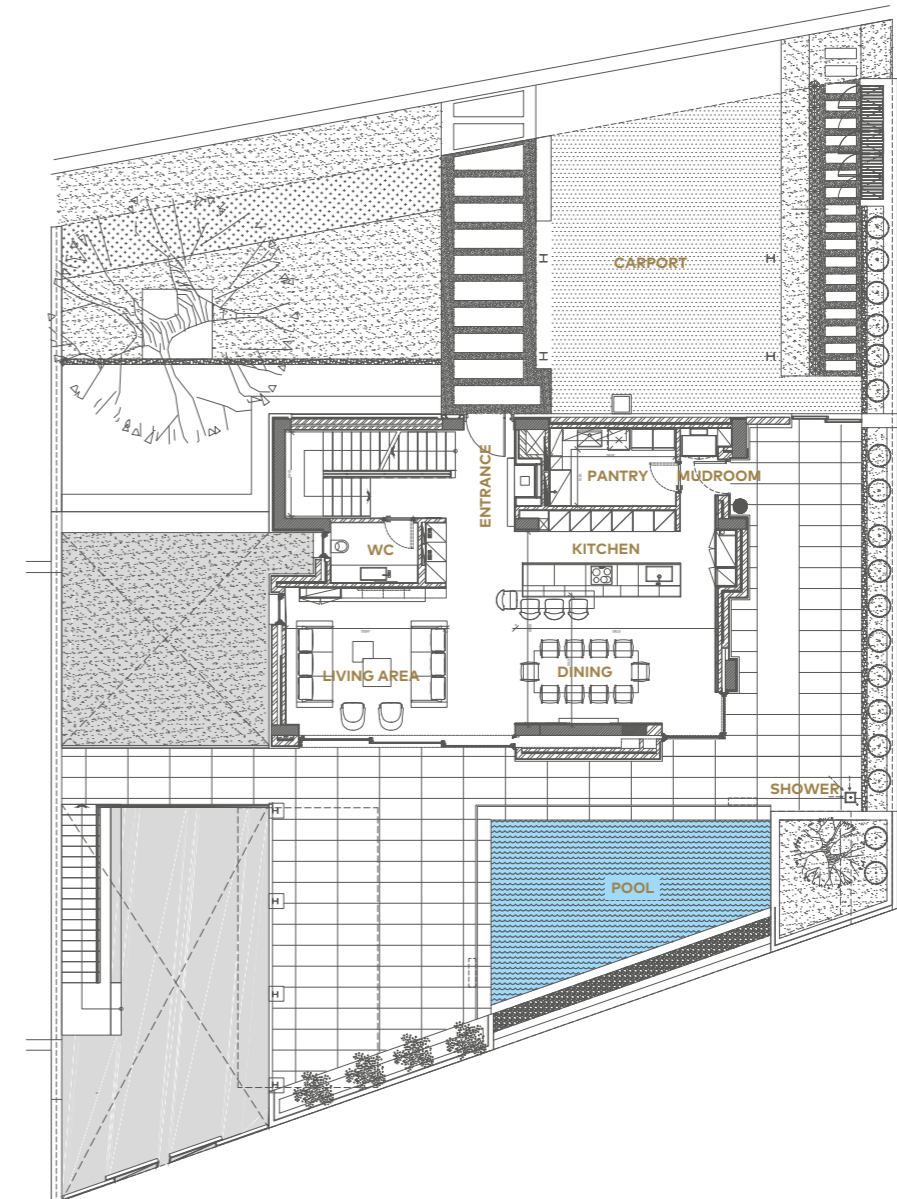 CARPORT
ENTRANCE
PANTRY
MUDROOM
WC
KITCHEN
LIVING AREA
DINING
SHOWER
POOL